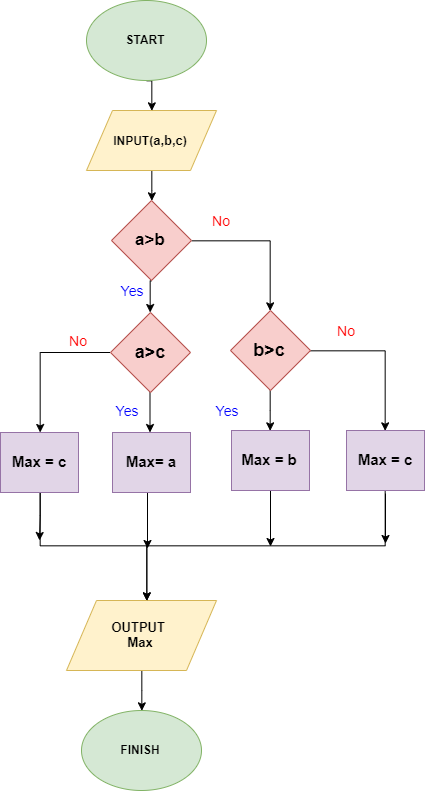 START
INPUT(a,b,c)
a>b
No
Yes
a>c
No
Yes
b>c
No
Yes
Max = c
Max= a
Max = b
Max = c
OUTPUT
Max
FINISH